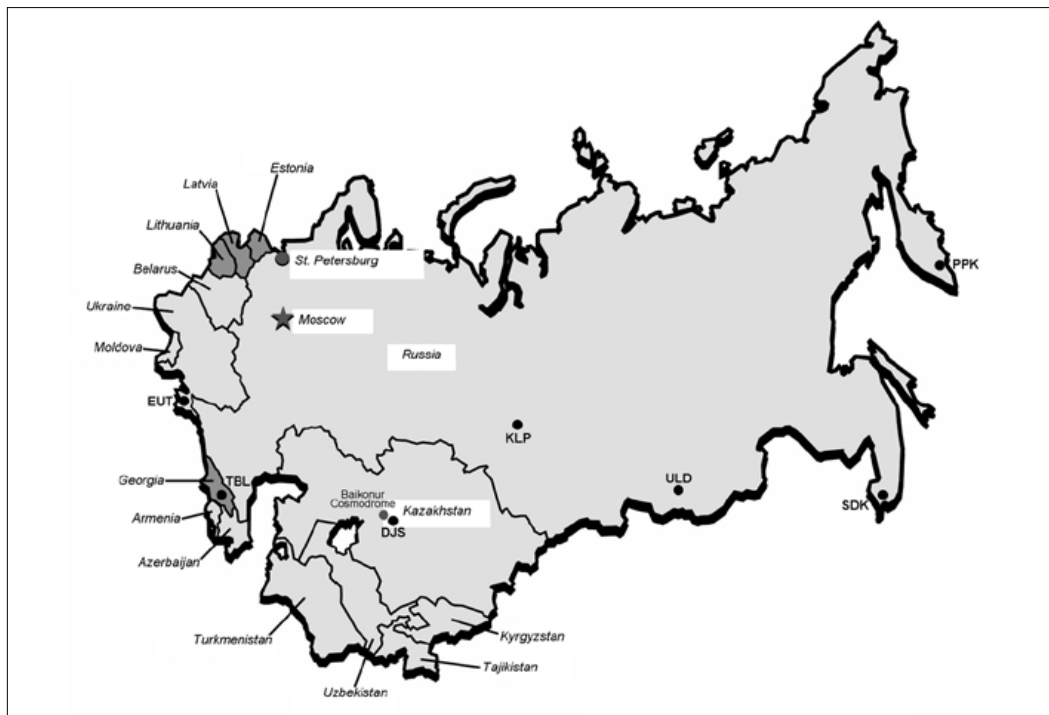 Estonia
Latvia
Lithuania
St. Petersburg
PPK
Belarus
Ukraine
Moscow
Moldova
Russia
EUT
KLP
Georgia
TBL
ULD
Baikonur
Cosmodrome
Kazakhstan
SDK
Armenia
DJS
Azerbaijan
Turkmenistan
Kyrgyzstan
Tajikistan
Uzbekistan